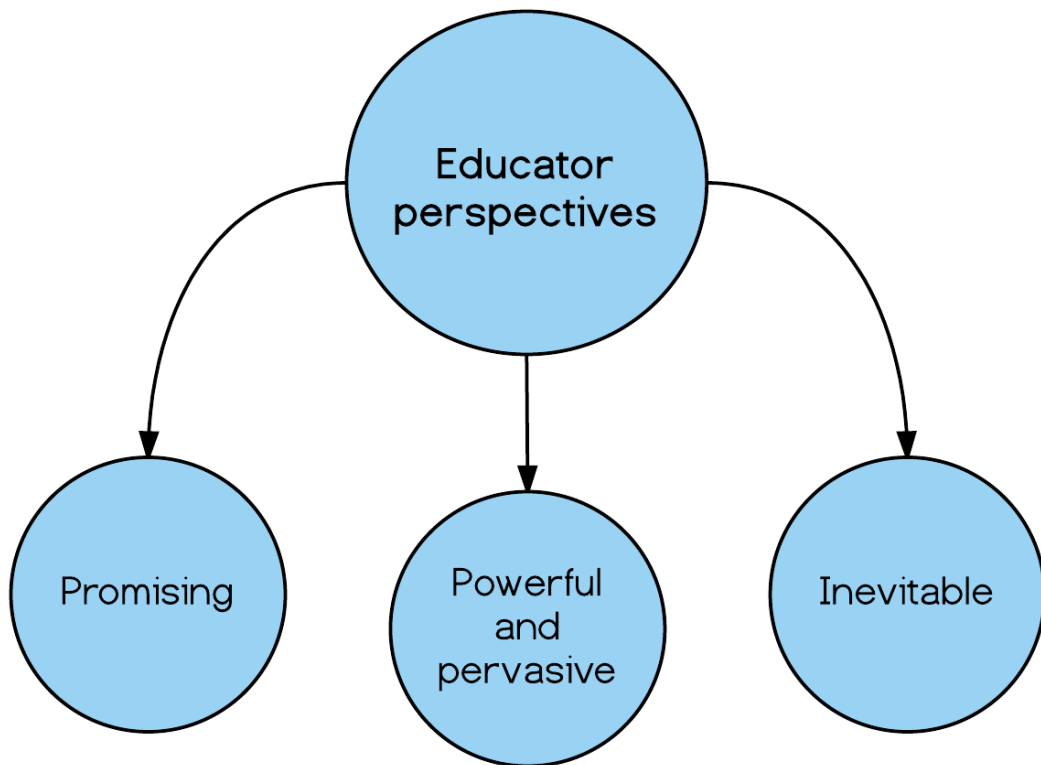 Educator
perspectives
Promising
Powerful
and
pervasive
Inevitable